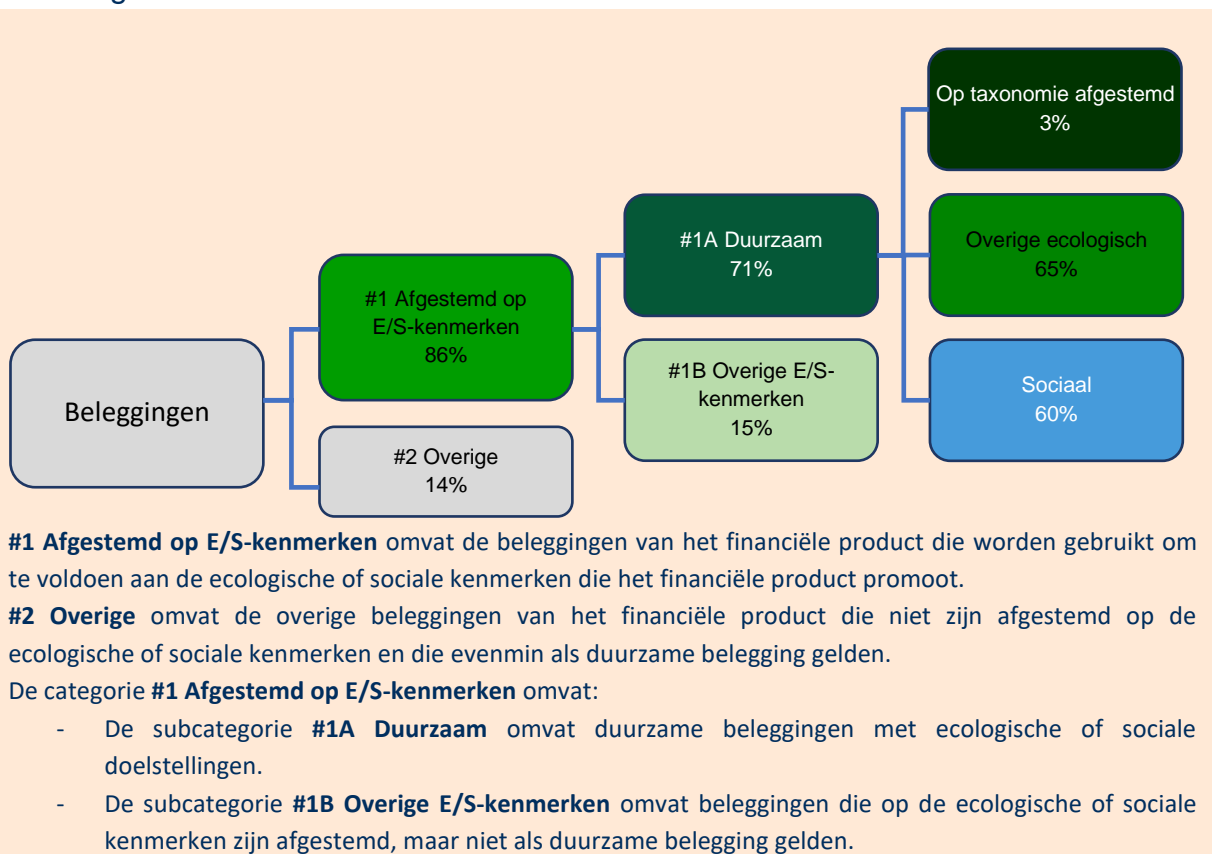 Op taxonomie afgestemd
3%
#1A Duurzaam
71%
Overige ecologisch
65%
#1 Afgestemd op
E/S-kenmerken
86%
#1B Overige E/S-
kenmerken
15%
Sociaal
60%
Beleggingen
#2 Overige
14%
#1 Afgestemd op E/S-kenmerken omvat de beleggingen van het financiële product die worden gebruikt om
te voldoen aan de ecologische of sociale kenmerken die het financiële product promoot.
#2 Overige omvat de overige beleggingen van het financiële product die niet zijn afgestemd op de
ecologische of sociale kenmerken en die evenmin als duurzame belegging gelden.
De categorie #1 Afgestemd op E/S-kenmerken omvat:
- De subcategorie #1A Duurzaam omvat duurzame beleggingen met ecologische of sociale
doelstellingen.
- De subcategorie #1B Overige E/S-kenmerken omvat beleggingen die op de ecologische of sociale
kenmerken zijn afgestemd, maar niet als duurzame belegging gelden.